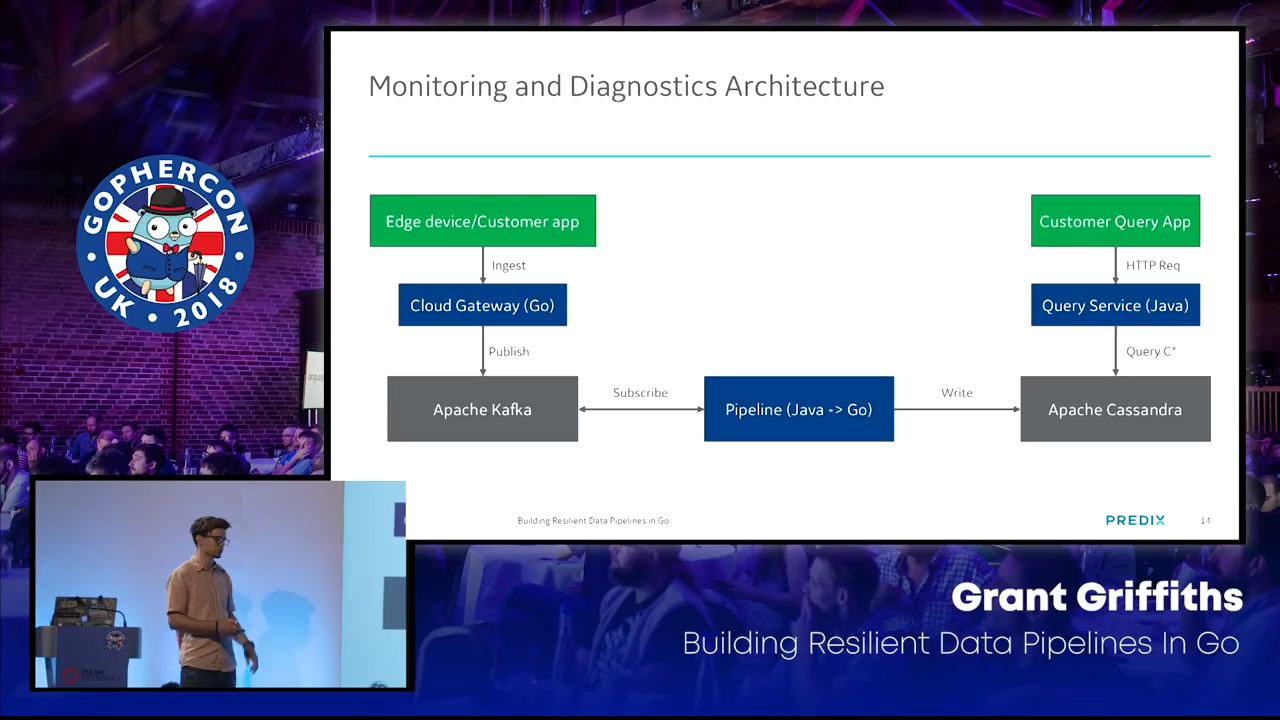 Monitoring and Diagnostics Architecture
GOPHERCON
UK • 2018
Edge device/Customer app
Customer Query App
Ingest
HTTP Req
Cloud Gateway (Go)
Query Service (Java)
Publish
Query C*
Apache Kafka
Subscribe
Pipeline (Java -> Go)
Write
Apache Cassandra
Building Resilient Data Pipelines in Go
PREDIX
14
Grant Griffiths
Building Resilient Data Pipelines In Go